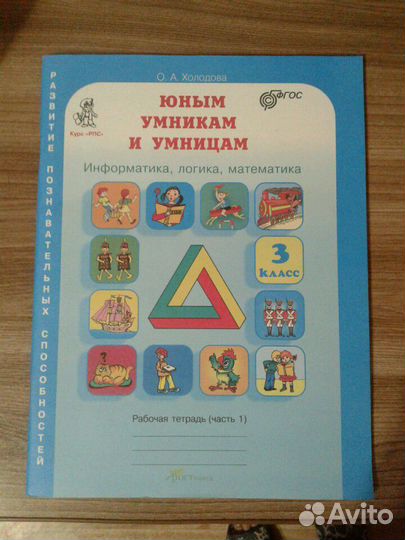 О. А. Холодова
ФГОС
Курс «РПС»
ЮНЫМ
УМНИКАМ
И УМНИЦАМ
Информатика, логика, математика
РАЗВИТИЕ ПОЗНАВАТЕЛЬНЫХ СПОСОБНОСТЕЙ
3
КЛАСС
?
Рабочая тетрадь (часть 1)
Avito